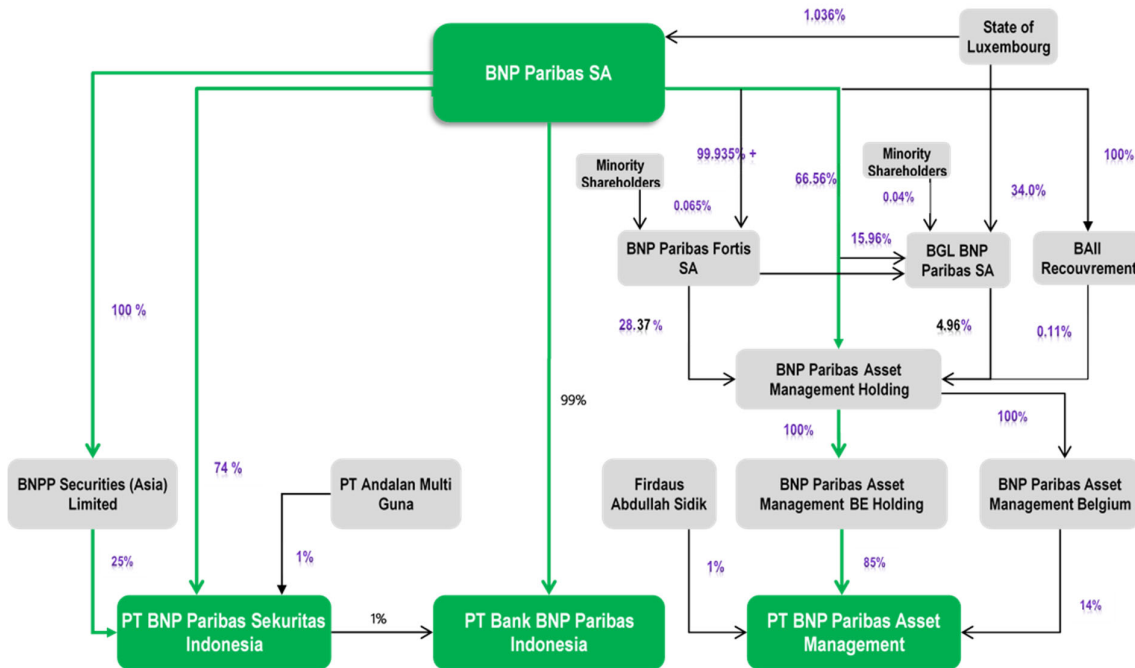 1.036%
State of
Luxembourg
BNP Paribas SA
99.935% +
100%
Minority
Shareholders
66.56%
Minority
Shareholders
0.065%
0.04%
34.0%
15.96%
BNP Paribas Fortis
SA
BGL BNP
Paribas SA
BAII
Recouvrement
100 %
28.37 %
4.96%
0.11%
BNP Paribas Asset
Management Holding
99%
100%
100%
74 %
BNPP Securities (Asia)
Limited
PT Andalan Multi
Guna
Firdaus
Abdullah Sidik
BNP Paribas Asset
Management BE Holding
BNP Paribas Asset
Management Belgium
25%
1%
1%
85%
14%
PT BNP Paribas Sekuritas
Indonesia
1%
PT Bank BNP Paribas
Indonesia
PT BNP Paribas Asset
Management